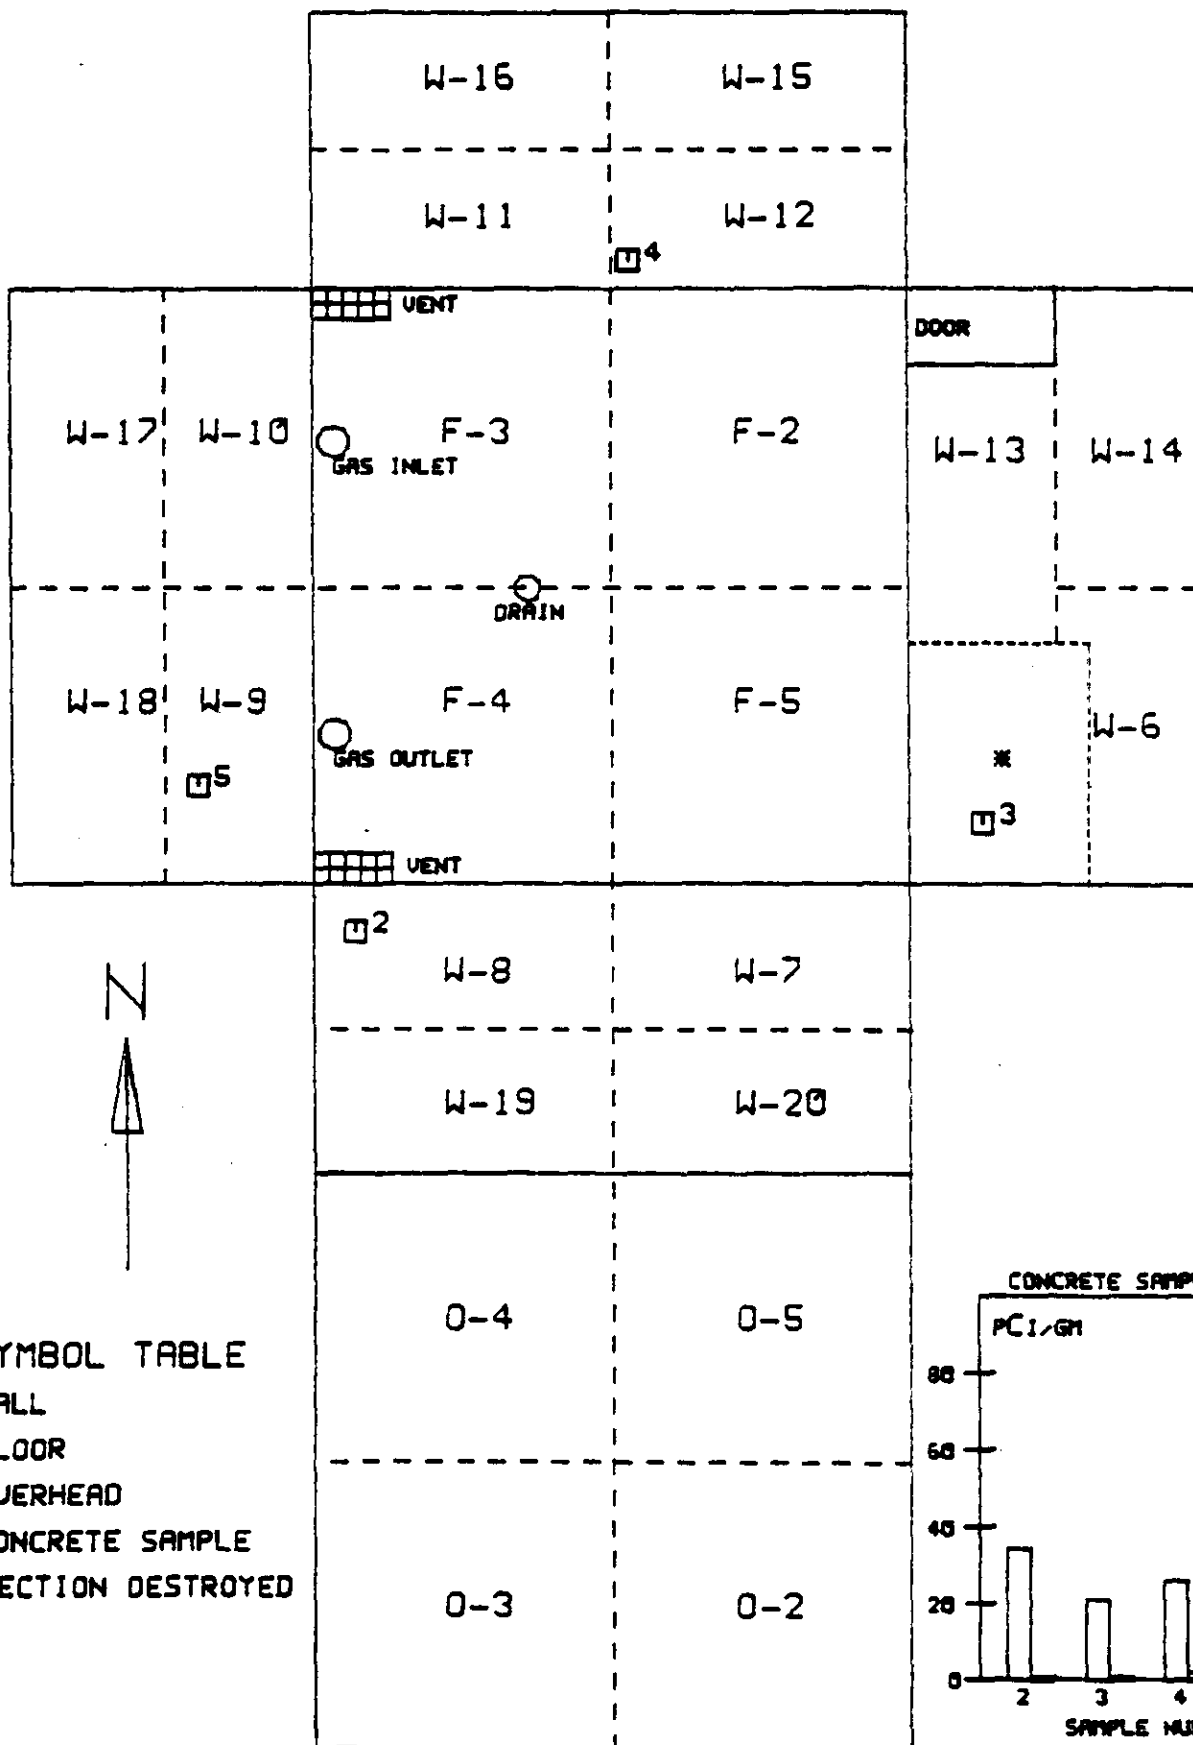 W-16 W-15
W-11 W-12
4
VENT
DOOR
W-17 W-10 F-3 F-2 W-13 W-14
GAS INLET
DRAIN
W-18 W-9 F-4 F-5 W-6
GAS OUTLET
*
5
3
VENT
2
W-8 W-7
N
W-19 W-20
O-4 O-5
YMBOL TABLE
ALL
LOOR
VERHEAD
ONCRETE SAMPLE
ECTION DESTROYED
O-3 O-2
CONCRETE SAMP
PCI/GM
80
60
40
20
0
2 3 4
SAMPLE NU